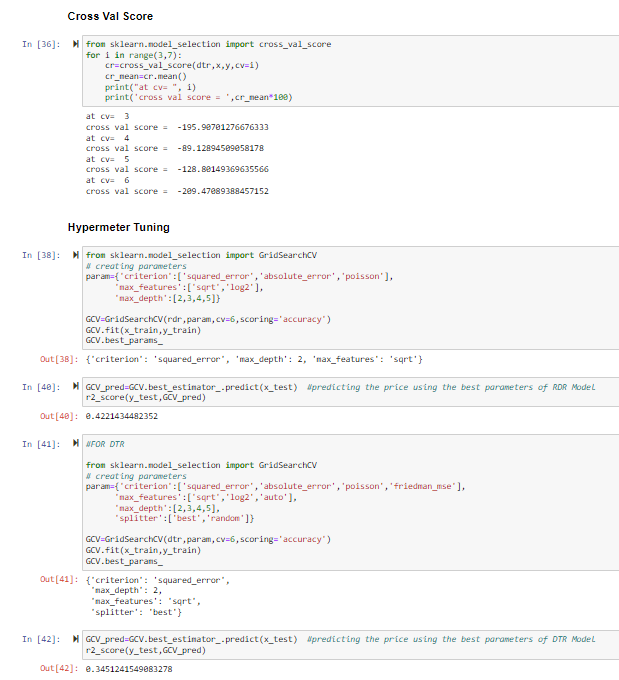 Cross Val Score
In [36]: from sklearn.model_selection import cross_val_score
for i in range(3,7):
    cr=cross_val_score(dtr,x,y,cv=i)
    cr_mean=cr.mean()
    print("at cv= ", i)
    print('cross val score = ',cr_mean*100)
at cv=  3
cross val score =  -195.90701276676333
at cv=  4
cross val score =  -89.12894509058178
at cv=  5
cross val score =  -128.80149369635566
at cv=  6
cross val score =  -209.47089388457152
Hypermeter Tuning
In [38]: from sklearn.model_selection import GridSearchCV
# creating parameters
param={'criterion':['squared_error','absolute_error','poisson'],
      'max_features':['sqrt','log2'],
      'max_depth':[2,3,4,5]}
GCV=GridSearchCV(rdr,param,cv=6,scoring='accuracy')
GCV.fit(x_train,y_train)
GCV.best_params_
Out[38]: {'criterion': 'squared_error', 'max_depth': 2, 'max_features': 'sqrt'}
In [40]: GCV_pred=GCV.best_estimator_.predict(x_test)  #predicting the price using the best parameters of RDR Model
r2_score(y_test,GCV_pred)
Out[40]: 0.4221434482352
In [41]: #FOR DTR
from sklearn.model_selection import GridSearchCV
# creating parameters
param={'criterion':['squared_error','absolute_error','poisson','friedman_mse'],
      'max_features':['sqrt','log2','auto'],
      'max_depth':[2,3,4,5],
      'splitter':['best','random']}
GCV=GridSearchCV(dtr,param,cv=6,scoring='accuracy')
GCV.fit(x_train,y_train)
GCV.best_params_
Out[41]: {'criterion': 'squared_error',
 'max_depth': 2,
 'max_features': 'sqrt',
 'splitter': 'best'}
In [42]: GCV_pred=GCV.best_estimator_.predict(x_test)  #predicting the price using the best parameters of DTR Model
r2_score(y_test,GCV_pred)
Out[42]: 0.3451241549083278